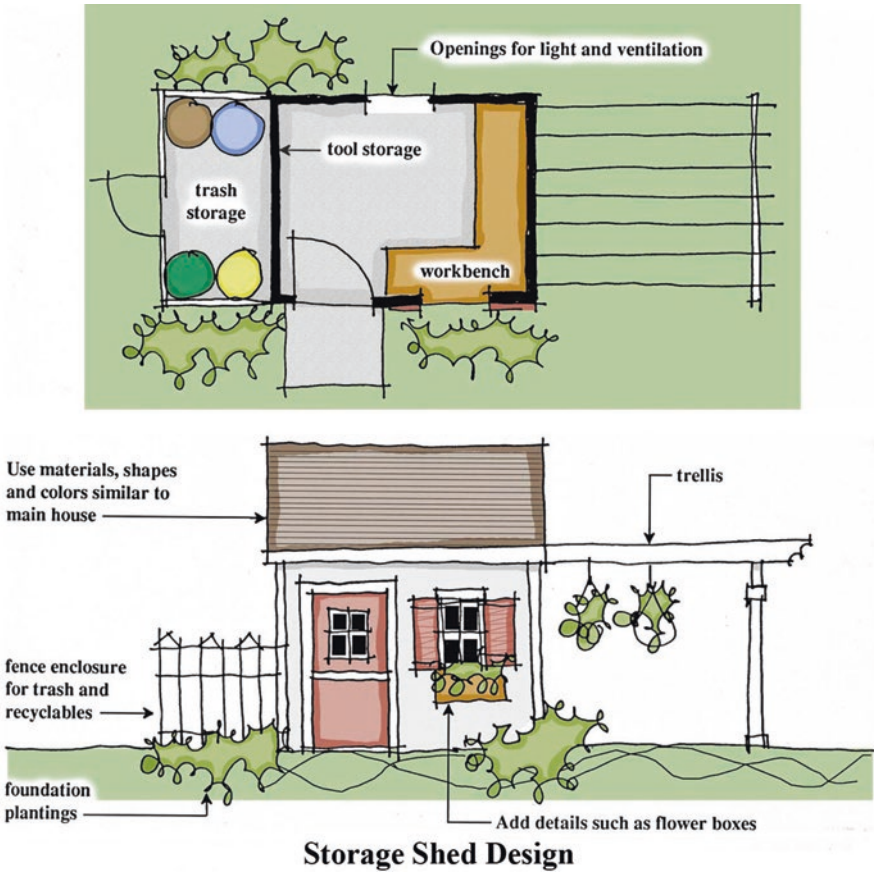 Openings for light and ventilation
tool storage
trash
storage
workbench
Use materials, shapes
and colors similar to
main house
trellis
fence enclosure
for trash and
recyclables
foundation
plantings
Add details such as flower boxes
Storage Shed Design